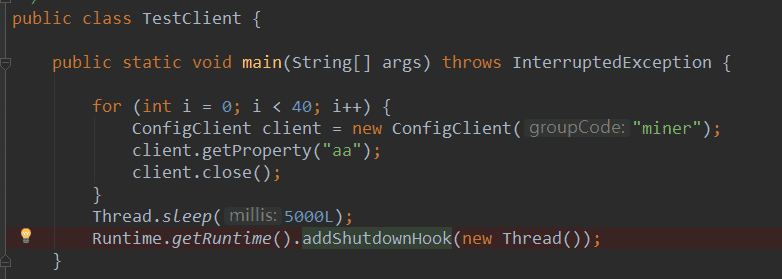 public class TestClient {
public static void main(String[] args) throws InterruptedException {
for (int i = 0; i < 40; i++) {
ConfigClient client = new ConfigClient( groupCode: "miner");
client.getProperty("aa");
client.close();
}
Thread.sleep( millis: 5000L);
Runtime.getRuntime().addShutdownHook(new Thread());
}